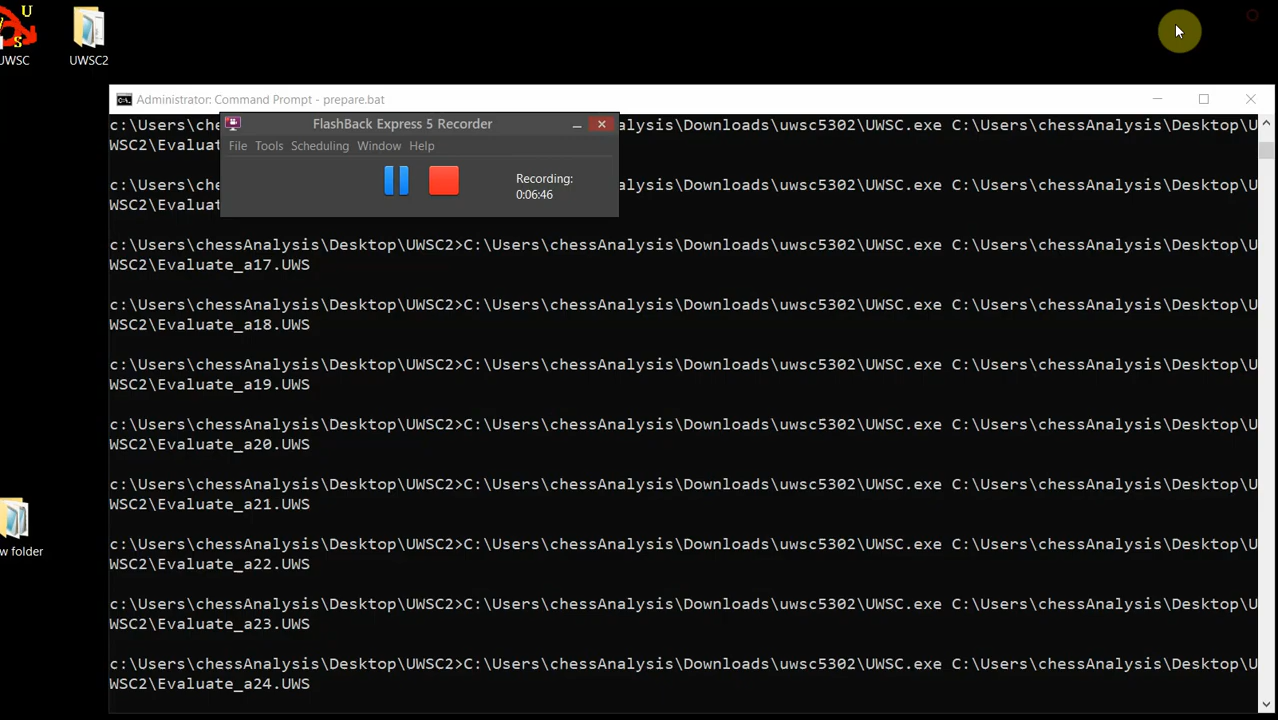 U
S
UWSC
UWSC2
Administrator: Command Prompt - prepare.bat
FlashBack Express 5 Recorder
File Tools Scheduling Window Help
Recording:
0:06:46
c:\Users\che
alysis\Downloads\uwsc5302\UWSC.exe C:\Users\chessAnalysis\Desktop\U
WSC2\Evaluat
alysis\Downloads\uwsc5302\UWSC.exe C:\Users\chessAnalysis\Desktop\U
c:\Users\che
WSC2\Evaluat
c:\Users\chessAnalysis\Desktop\UWSC2>C:\Users\chessAnalysis\Downloads\uwsc5302\UWSC.exe C:\Users\chessAnalysis\Desktop\U
WSC2\Evaluate_a17.UWS
c:\Users\chessAnalysis\Desktop\UWSC2>C:\Users\chessAnalysis\Downloads\uwsc5302\UWSC.exe C:\Users\chessAnalysis\Desktop\U
WSC2\Evaluate_a18.UWS
c:\Users\chessAnalysis\Desktop\UWSC2>C:\Users\chessAnalysis\Downloads\uwsc5302\UWSC.exe C:\Users\chessAnalysis\Desktop\U
WSC2\Evaluate_a19.UWS
c:\Users\chessAnalysis\Desktop\UWSC2>C:\Users\chessAnalysis\Downloads\uwsc5302\UWSC.exe C:\Users\chessAnalysis\Desktop\U
WSC2\Evaluate_a20.UWS
c:\Users\chessAnalysis\Desktop\UWSC2>C:\Users\chessAnalysis\Downloads\uwsc5302\UWSC.exe C:\Users\chessAnalysis\Desktop\U
WSC2\Evaluate_a21.UWS
c:\Users\chessAnalysis\Desktop\UWSC2>C:\Users\chessAnalysis\Downloads\uwsc5302\UWSC.exe C:\Users\chessAnalysis\Desktop\U
WSC2\Evaluate_a22.UWS
c:\Users\chessAnalysis\Desktop\UWSC2>C:\Users\chessAnalysis\Downloads\uwsc5302\UWSC.exe C:\Users\chessAnalysis\Desktop\U
WSC2\Evaluate_a23.UWS
c:\Users\chessAnalysis\Desktop\UWSC2>C:\Users\chessAnalysis\Downloads\uwsc5302\UWSC.exe C:\Users\chessAnalysis\Desktop\U
WSC2\Evaluate_a24.UWS
w folder